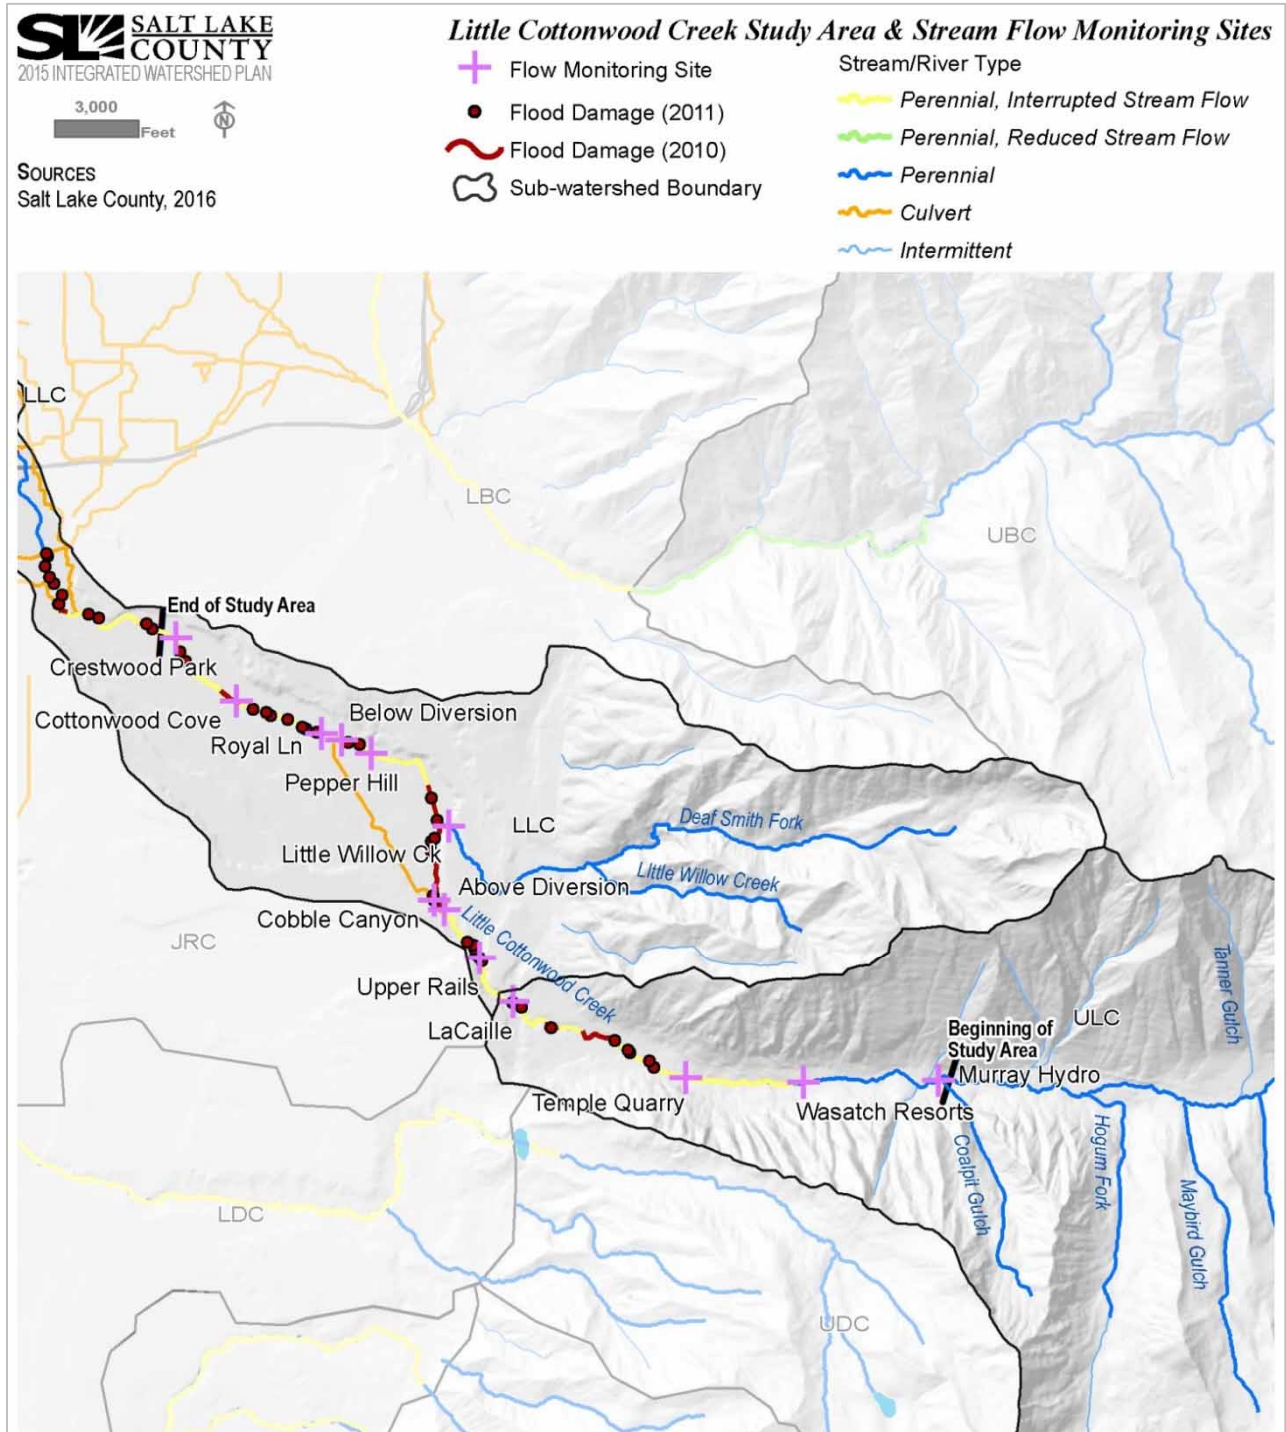 SL SALT LAKE
COUNTY
2015 INTEGRATED WATERSHED PLAN
3,000
Feet
N
SOURCES
Salt Lake County, 2016
Little Cottonwood Creek Study Area & Stream Flow Monitoring Sites
Flow Monitoring Site
Flood Damage (2011)
Flood Damage (2010)
Sub-watershed Boundary
Stream/River Type
Perennial, Interrupted Stream Flow
Perennial, Reduced Stream Flow
Perennial
Culvert
Intermittent
LLC
LBC
UBC
End of Study Area
Crestwood Park
Cottonwood Cove
Below Diversion
Royal Ln
Pepper Hill
LLC
Deaf Smith Fork
Little Willow Ck
LIttle Willow Creek
Above Diversion
Cobble Canyon
Little Cottonwood Creek
JRC
Upper Rails
LaCaille
Tanner Gulch
ULC
Beginning of
Study Area
Murray Hydro
Temple Quarry
Wasatch Resorts
Coalpit Gulch
Hogum Fork
Maybird Gulch
LDC
UDC